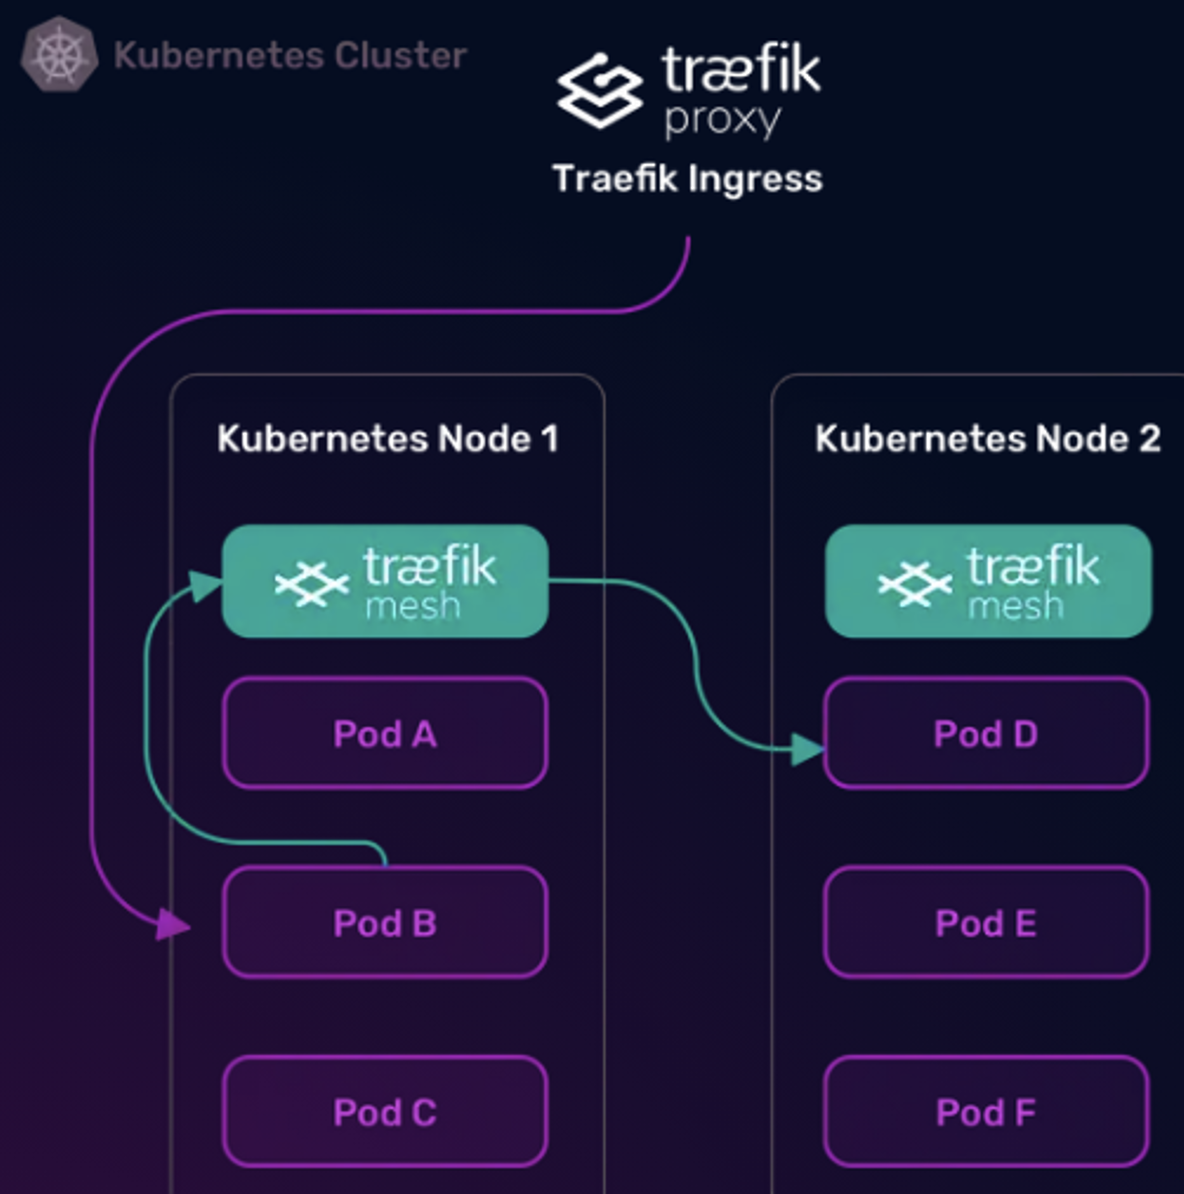 Kubernetes Cluster
træfik
proxy
Traefik Ingress
Kubernetes Node 1
træfik
mesh
Pod A
Pod B
Pod C
Kubernetes Node 2
træfik
mesh
Pod D
Pod E
Pod F